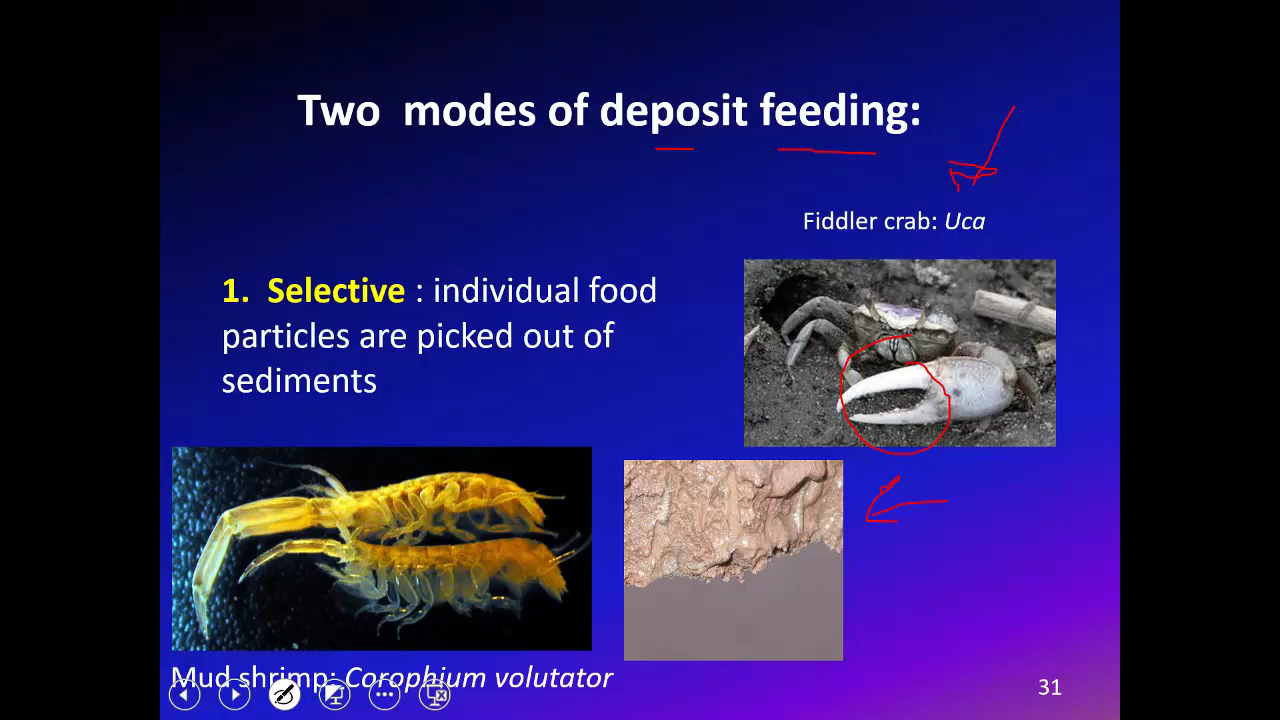 Two modes of deposit feeding:
Fiddler crab: Uca
1. Selective : individual food
particles are picked out of
sediments
Mud shrimp: Corophium volutator
31